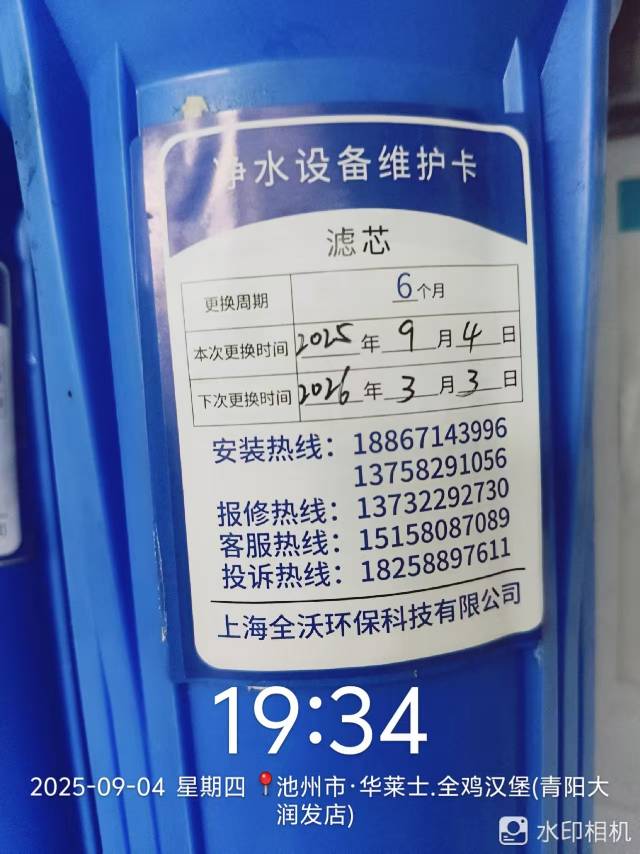 净水设备维护卡
滤芯
更换周期 6个月
本次更换时间 2025年9月4日
下次更换时间 2026年3月3日
安装热线：18867143996
13758291056
报修热线：13732292730
客服热线：15158087089
投诉热线：18258897611
上海全沃环保科技有限公司
19:34
2025-09-04 星期四 池州市·华莱士.全鸡汉堡(青阳大
润发店)
水印相机